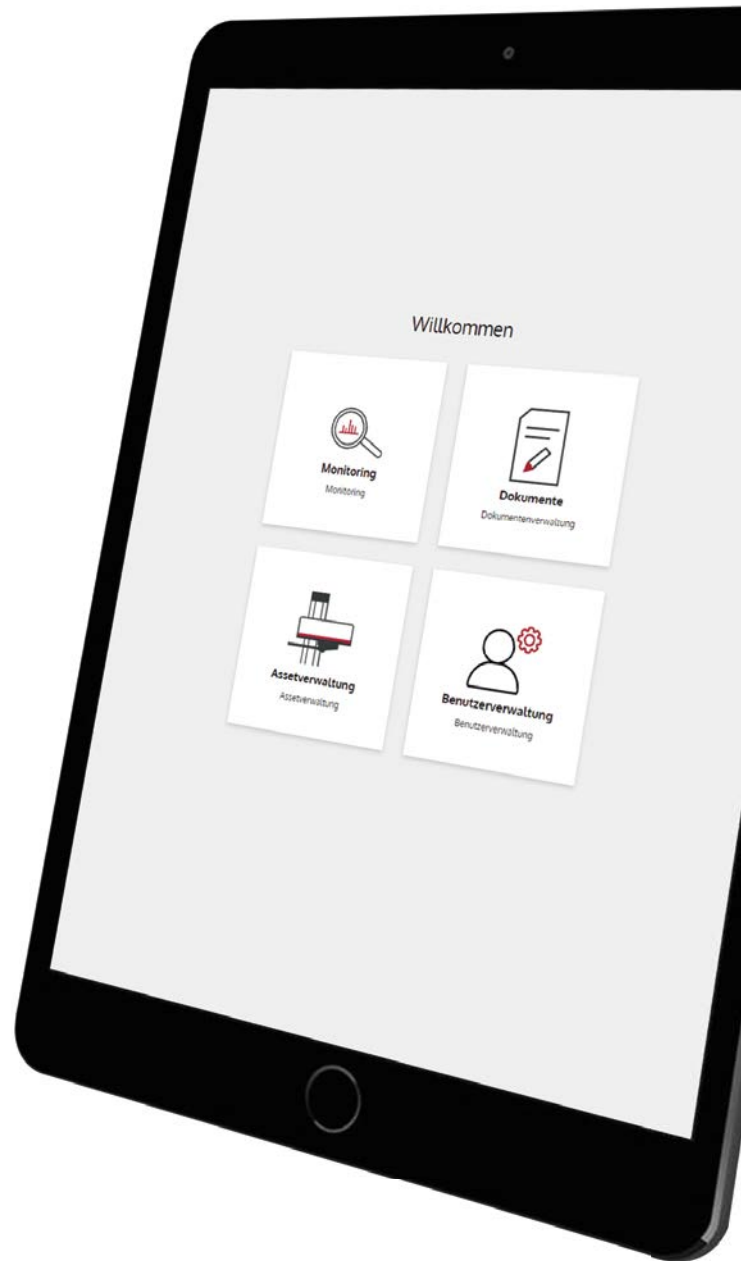 Willkommen
Monitoring
Monitoring
Dokumente
Dokumentenverwaltung
Assetverwaltung
Assetverwaltung
Benutzerverwaltung
Benutzerverwaltung